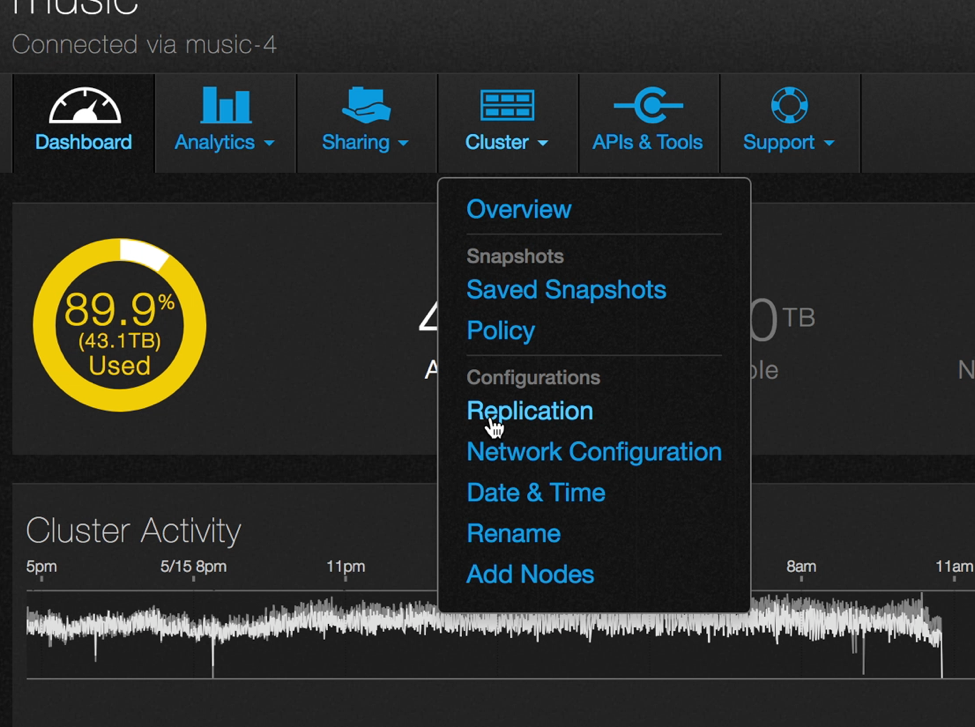 music
Connected via music-4
Dashboard
Analytics
Sharing
Cluster
APIs & Tools
Support
Overview
Snapshots
Saved Snapshots
Policy
Configurations
Replication
Network Configuration
Date & Time
Rename
Add Nodes
89.9%
(43.1TB)
Used
0TB
Cluster Activity
5pm
5/15 8pm
11pm
8am
11am